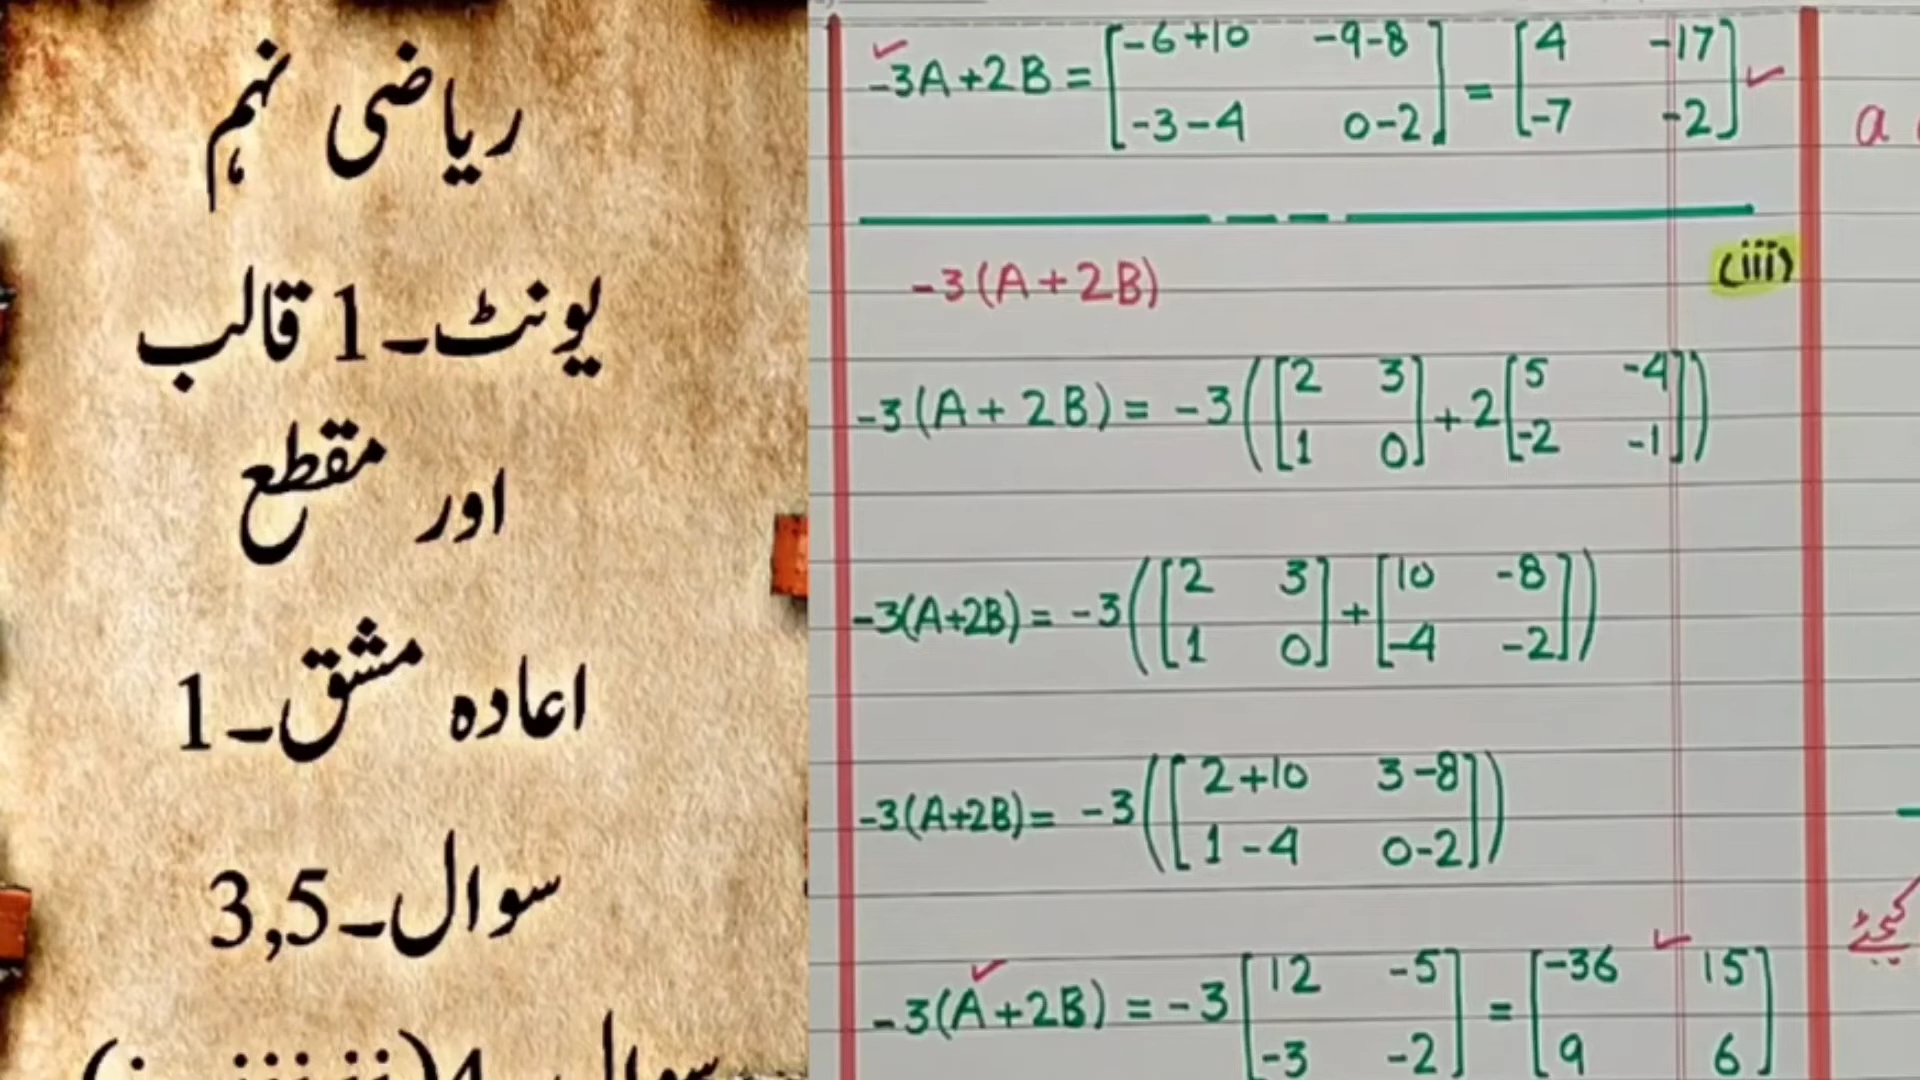 ریاضی نہم
یونٹ۔1 قالب
اور مقطع
اعادہ مشق۔1
سوال۔3,5
-3A+2B = [-6+10 -9-8 -3-4 0-2] = [4 -17 -7 -2]
(iii)
-3(A+2B)
-3(A+2B) = -3([2 3 1 0]+2[5 -4 -2 -1])
-3(A+2B) = -3([2 3 1 0]+[10 -8 -4 -2])
-3(A+2B) = -3([2+10 3-8 1-4 0-2])
-3(A+2B) = -3[12 -5 -3 -2] = [-36 15 9 6]
a